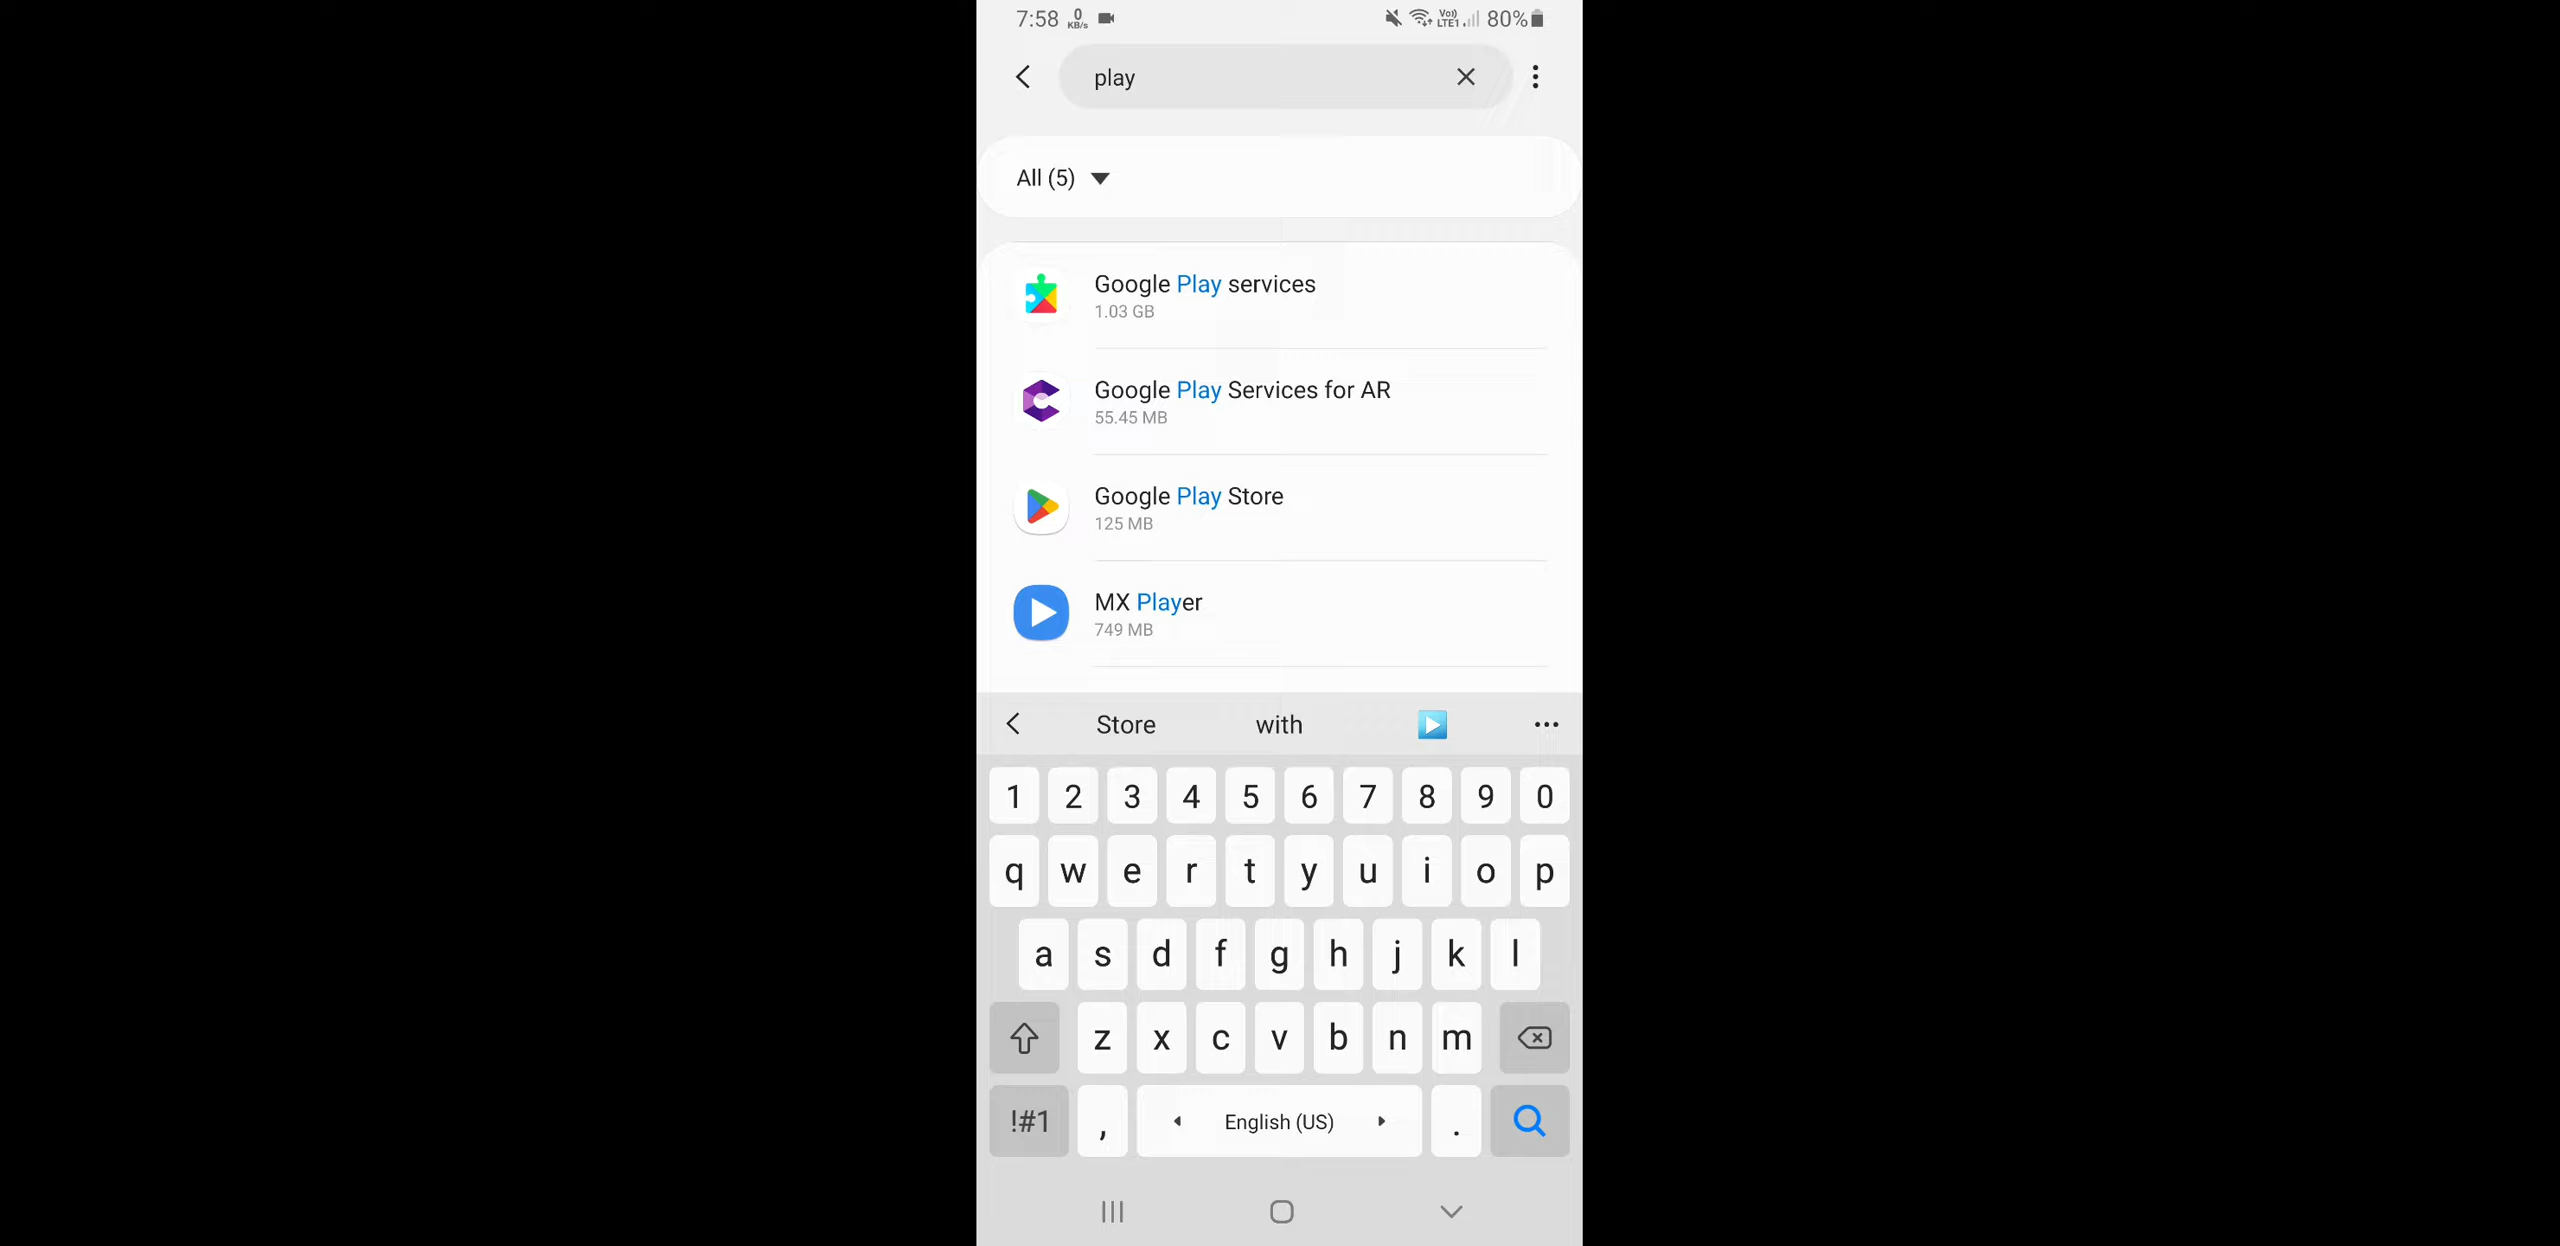 7:58 0 KB/s Vo)) LTE1 80%
play
All (5)
Google Play services
1.03 GB
Google Play Services for AR
55.45 MB
Google Play Store
125 MB
MX Player
749 MB
Store with
1 2 3 4 5 6 7 8 9 0
q w e r t y u i o p
a s d f g h j k l
z x c v b n m
!#1 , English (US) .